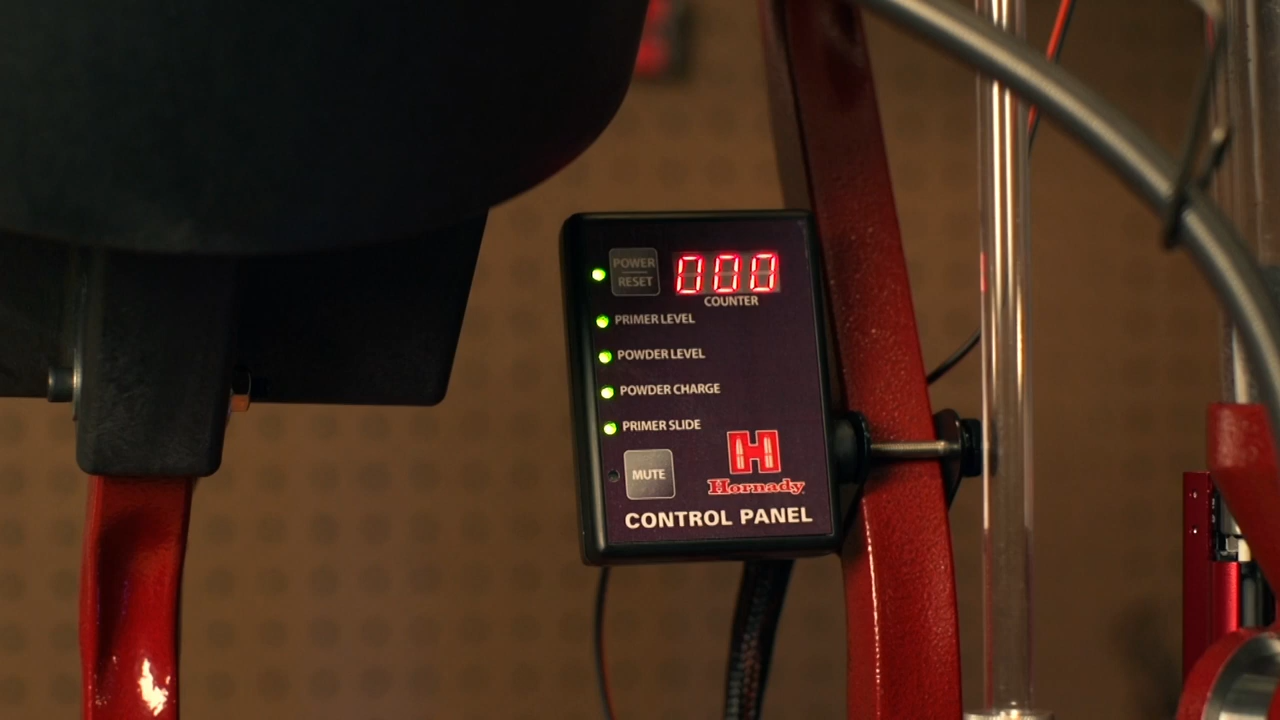 POWER
RESET
000
COUNTER
PRIMER LEVEL
POWDER LEVEL
POWDER CHARGE
PRIMER SLIDE
MUTE
H
Hornady
CONTROL PANEL